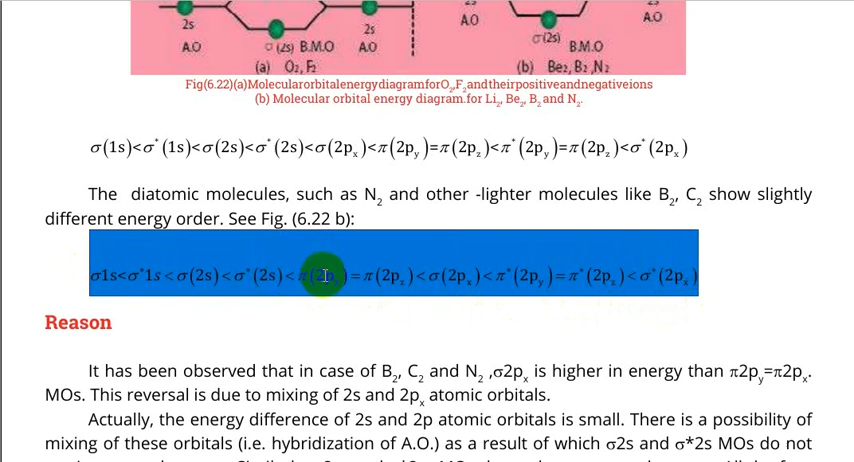 2s 2s A.O A.O
A.O σ (2s) B.M.O A.O σ(2s) B.M.O
(a) O₂, F₂ (b) Be₂, B₂, N₂
Fig(6.22)(a)MolecularorbitalenergydiagramforO₂,F₂andtheirpositiveandnegativeions
(b) Molecular orbital energy diagram.for Li₂, Be₂, B₂ and N₂.
σ(1s)<σ*(1s)<σ(2s)<σ*(2s)<σ(2pₓ)<π(2p_y)=π(2p_z)<π*(2p_y)=π(2p_z)<σ*(2pₓ)
The diatomic molecules, such as N₂ and other -lighter molecules like B₂, C₂ show slightly
different energy order. See Fig. (6.22 b):
σ1s<σ*1s<σ(2s)<σ*(2s)<π(2p_y)=π(2p_z)<σ(2pₓ)<π*(2p_y)=π*(2p_z)<σ*(2pₓ)
Reason
It has been observed that in case of B₂, C₂ and N₂ ,σ2pₓ is higher in energy than π2p_y=π2pₓ.
MOs. This reversal is due to mixing of 2s and 2pₓ atomic orbitals.
Actually, the energy difference of 2s and 2p atomic orbitals is small. There is a possibility of
mixing of these orbitals (i.e. hybridization of A.O.) as a result of which σ2s and σ*2s MOs do not